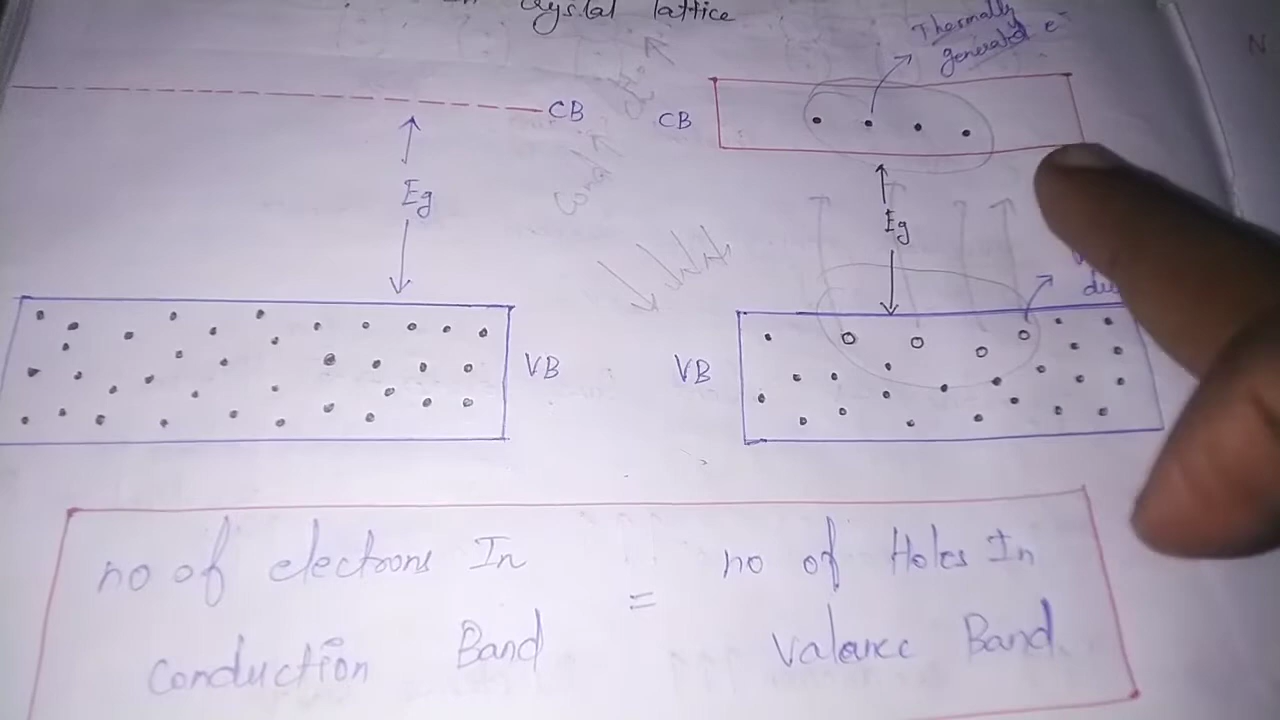 crystal lattice
Thermally
generated e⁻
CB
CB
Eg
Eg
VB
VB
no of electrons In
conduction Band
=
no of Holes In
valance Band